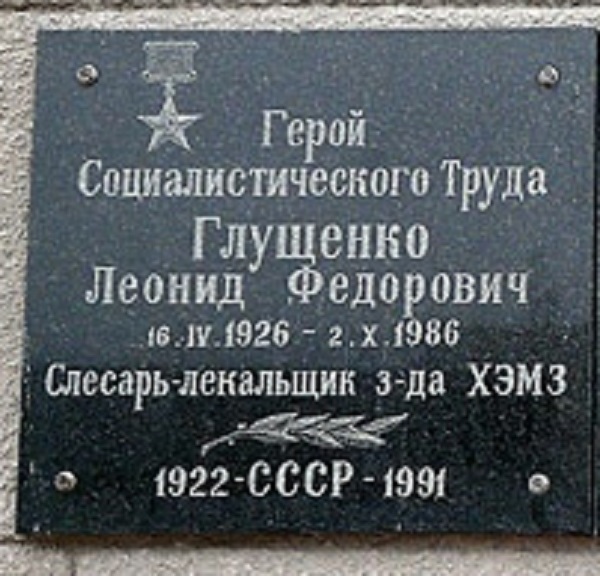 Герой
Социалистического Труда
Глущенко
Леонид Федорович
16.IV.1926 - 2.X.1986
Слесарь-лекальщик з-да ХЭМЗ
1922-СССР-1991